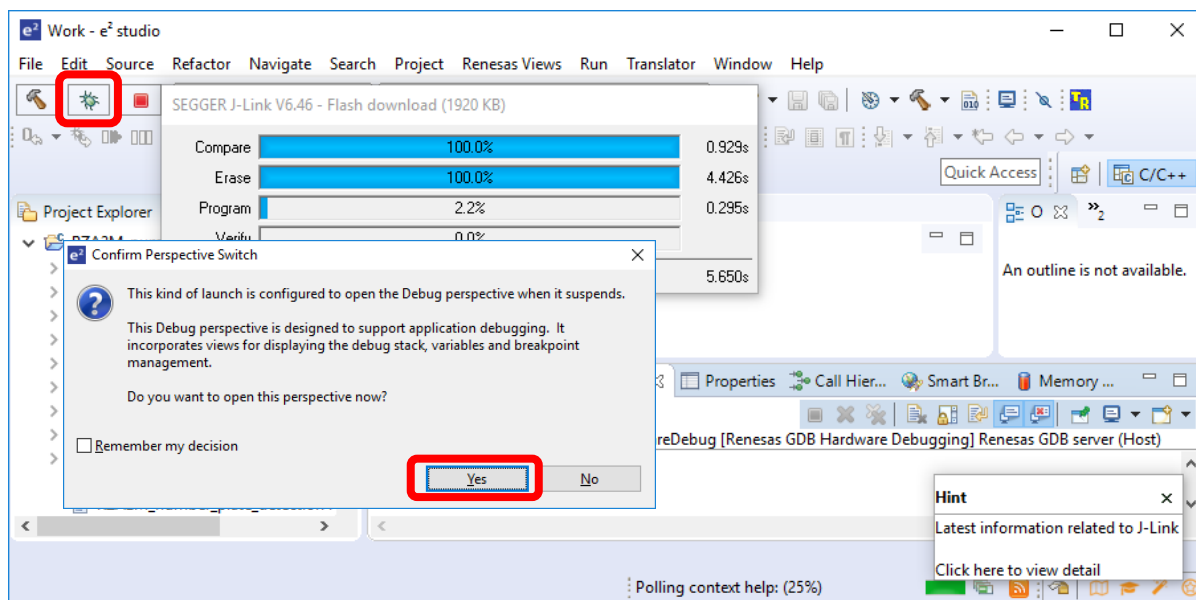 e² Work - e² studio
File Edit Source Refactor Navigate Search Project Renesas Views Run Translator Window Help
SEGGER J-Link V6.46 - Flash download (1920 KB)
Compare 100.0% 0.929s
Erase 100.0% 4.426s
Program 2.2% 0.295s
Verify 0.0%
5.650s
Quick Access
C/C++
Project Explorer
O
»2
An outline is not available.
e² Confirm Perspective Switch
This kind of launch is configured to open the Debug perspective when it suspends.
This Debug perspective is designed to support application debugging. It
incorporates views for displaying the debug stack, variables and breakpoint
management.
Do you want to open this perspective now?
Remember my decision
Yes No
Properties Call Hier... Smart Br... Memory ...
reDebug [Renesas GDB Hardware Debugging] Renesas GDB server (Host)
Hint
Latest information related to J-Link
Click here to view detail
Polling context help: (25%)